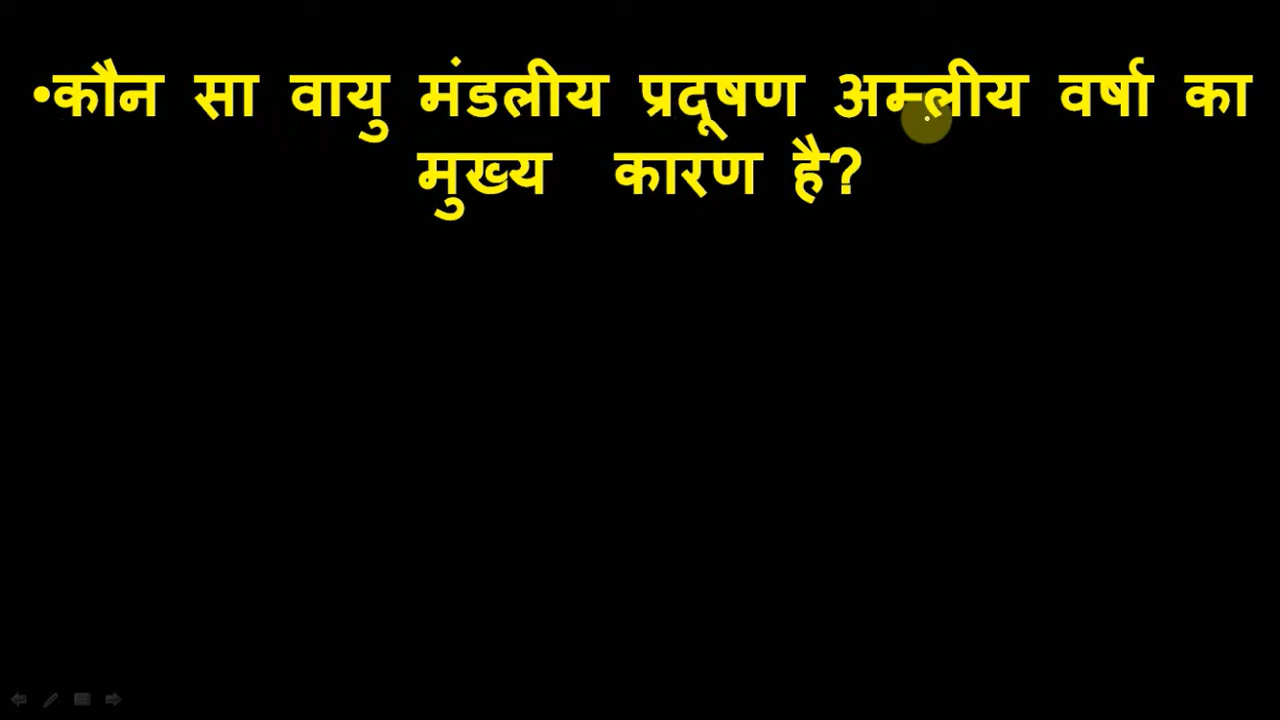 •कौन सा वायु मंडलीय प्रदूषण अम्लीय वर्षा का
मुख्य कारण है?